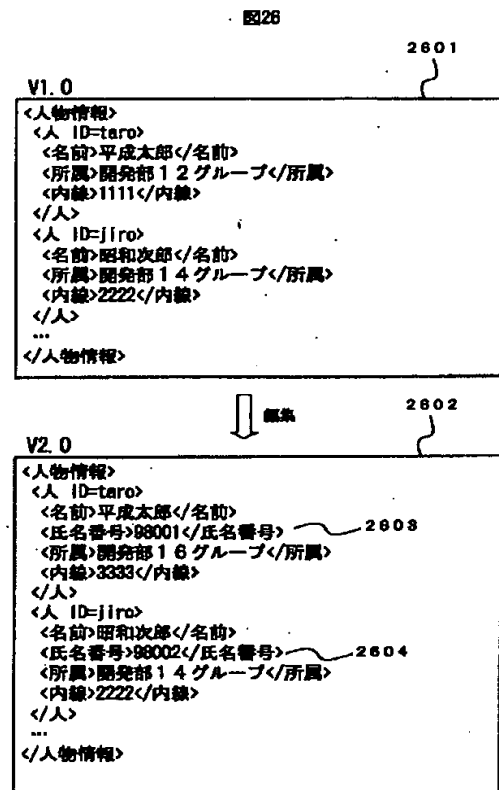 図26
2601
V1.0
<人物情報>
<人 ID=taro>
<名前>平成太郎</名前>
<所属>開発部12グループ</所属>
<内線>1111</内線>
</人>
<人 ID=jiro>
<名前>昭和次郎</名前>
<所属>開発部14グループ</所属>
<内線>2222</内線>
</人>
…
</人物情報>
編集
2602
V2.0
<人物情報>
<人 ID=taro>
<名前>平成太郎</名前>
<氏名番号>98001</氏名番号> 2603
<所属>開発部16グループ</所属>
<内線>3333</内線>
</人>
<人 ID=jiro>
<名前>昭和次郎</名前>
<氏名番号>98002</氏名番号> 2604
<所属>開発部14グループ</所属>
<内線>2222</内線>
</人>
…
</人物情報>